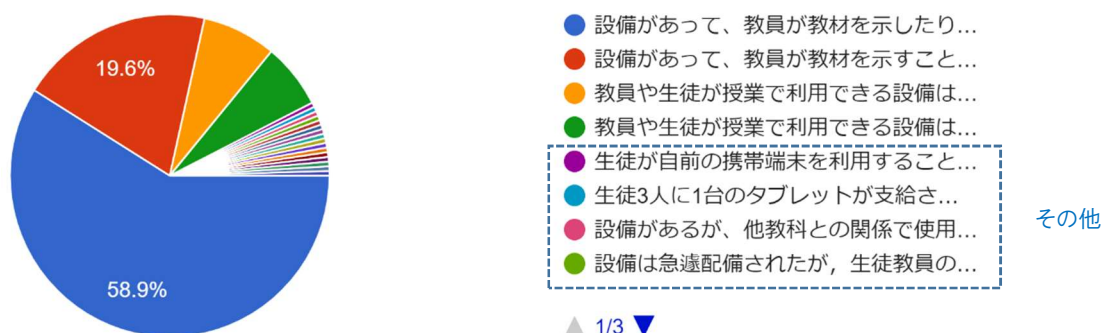 19.6%
58.9%
設備があって、教員が教材を示したり...
設備があって、教員が教材を示すこと...
教員や生徒が授業で利用できる設備は...
教員や生徒が授業で利用できる設備は...
生徒が自前の携帯端末を利用すること...
生徒3人に1台のタブレットが支給さ...
設備があるが、他教科との関係で使用...
設備は急遽配備されたが，生徒教員の...
その他
1/3